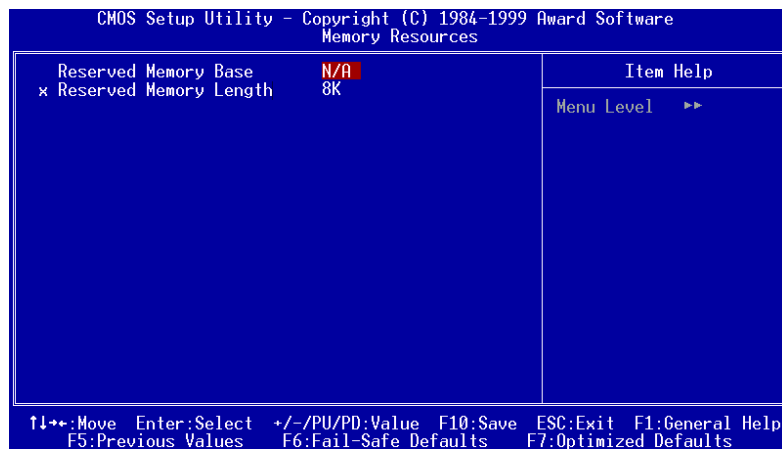 CMOS Setup Utility - Copyright (C) 1984-1999 Award Software
Memory Resources
Reserved Memory Base N/A
x Reserved Memory Length 8K
Item Help
Menu Level ►►
↑↓→←:Move Enter:Select +/-/PU/PD:Value F10:Save ESC:Exit F1:General Help
F5:Previous Values F6:Fail-Safe Defaults F7:Optimized Defaults